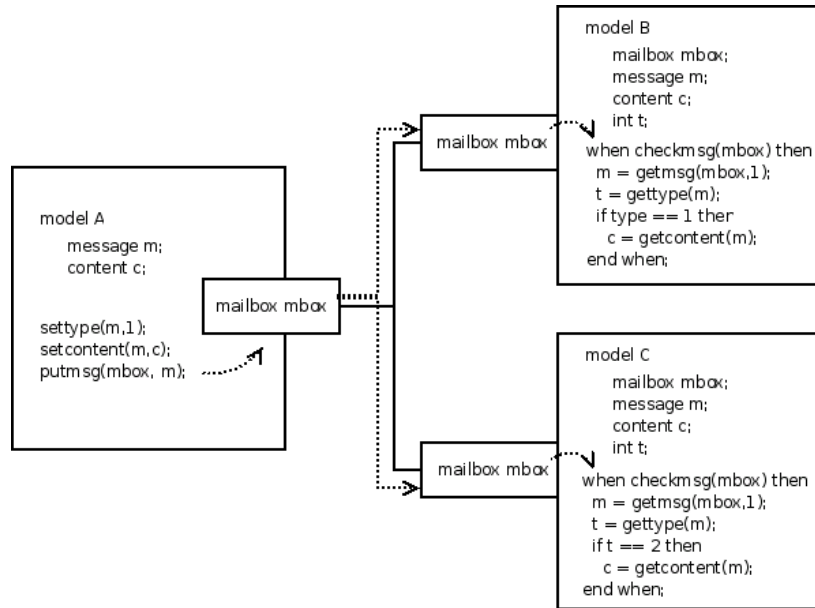 model A
message m;
content c;
settype(m,1);
setcontent(m,c);
putmsg(mbox, m);
mailbox mbox
mailbox mbox
model B
mailbox mbox;
message m;
content c;
int t;
when checkmsg(mbox) then
m = getmsg(mbox,1);
t = gettype(m);
if type == 1 then
c = getcontent(m);
end when;
mailbox mbox
model C
mailbox mbox;
message m;
content c;
int t;
when checkmsg(mbox) then
m = getmsg(mbox,1);
t = gettype(m);
if t == 2 then
c = getcontent(m);
end when;